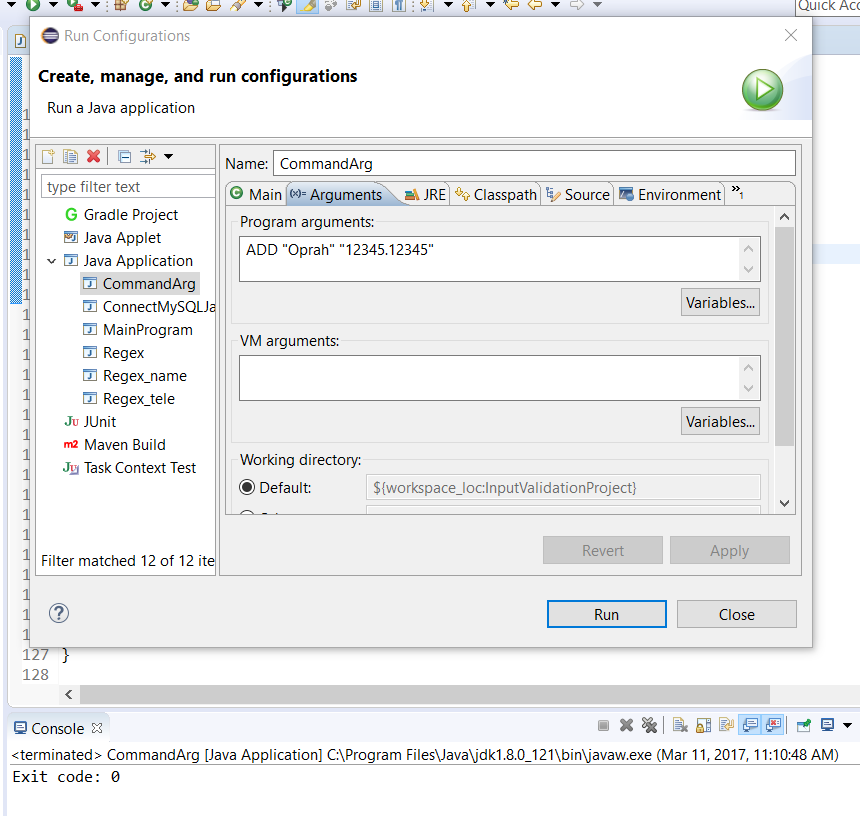 Quick Acc
Run Configurations
Create, manage, and run configurations
Run a Java application
type filter text
Gradle Project
Java Applet
Java Application
CommandArg
ConnectMySQLJa
MainProgram
Regex
Regex_name
Regex_tele
Ju JUnit
m2 Maven Build
Ju Task Context Test
Filter matched 12 of 12 ite
Name: CommandArg
Main (x)= Arguments JRE Classpath Source Environment »1
Program arguments:
ADD "Oprah" "12345.12345"
Variables...
VM arguments:
Variables...
Working directory:
Default: ${workspace_loc:InputValidationProject}
Revert Apply
Run Close
127 }
128
Console
<terminated> CommandArg [Java Application] C:\Program Files\Java\jdk1.8.0_121\bin\javaw.exe (Mar 11, 2017, 11:10:48 AM)
Exit code: 0